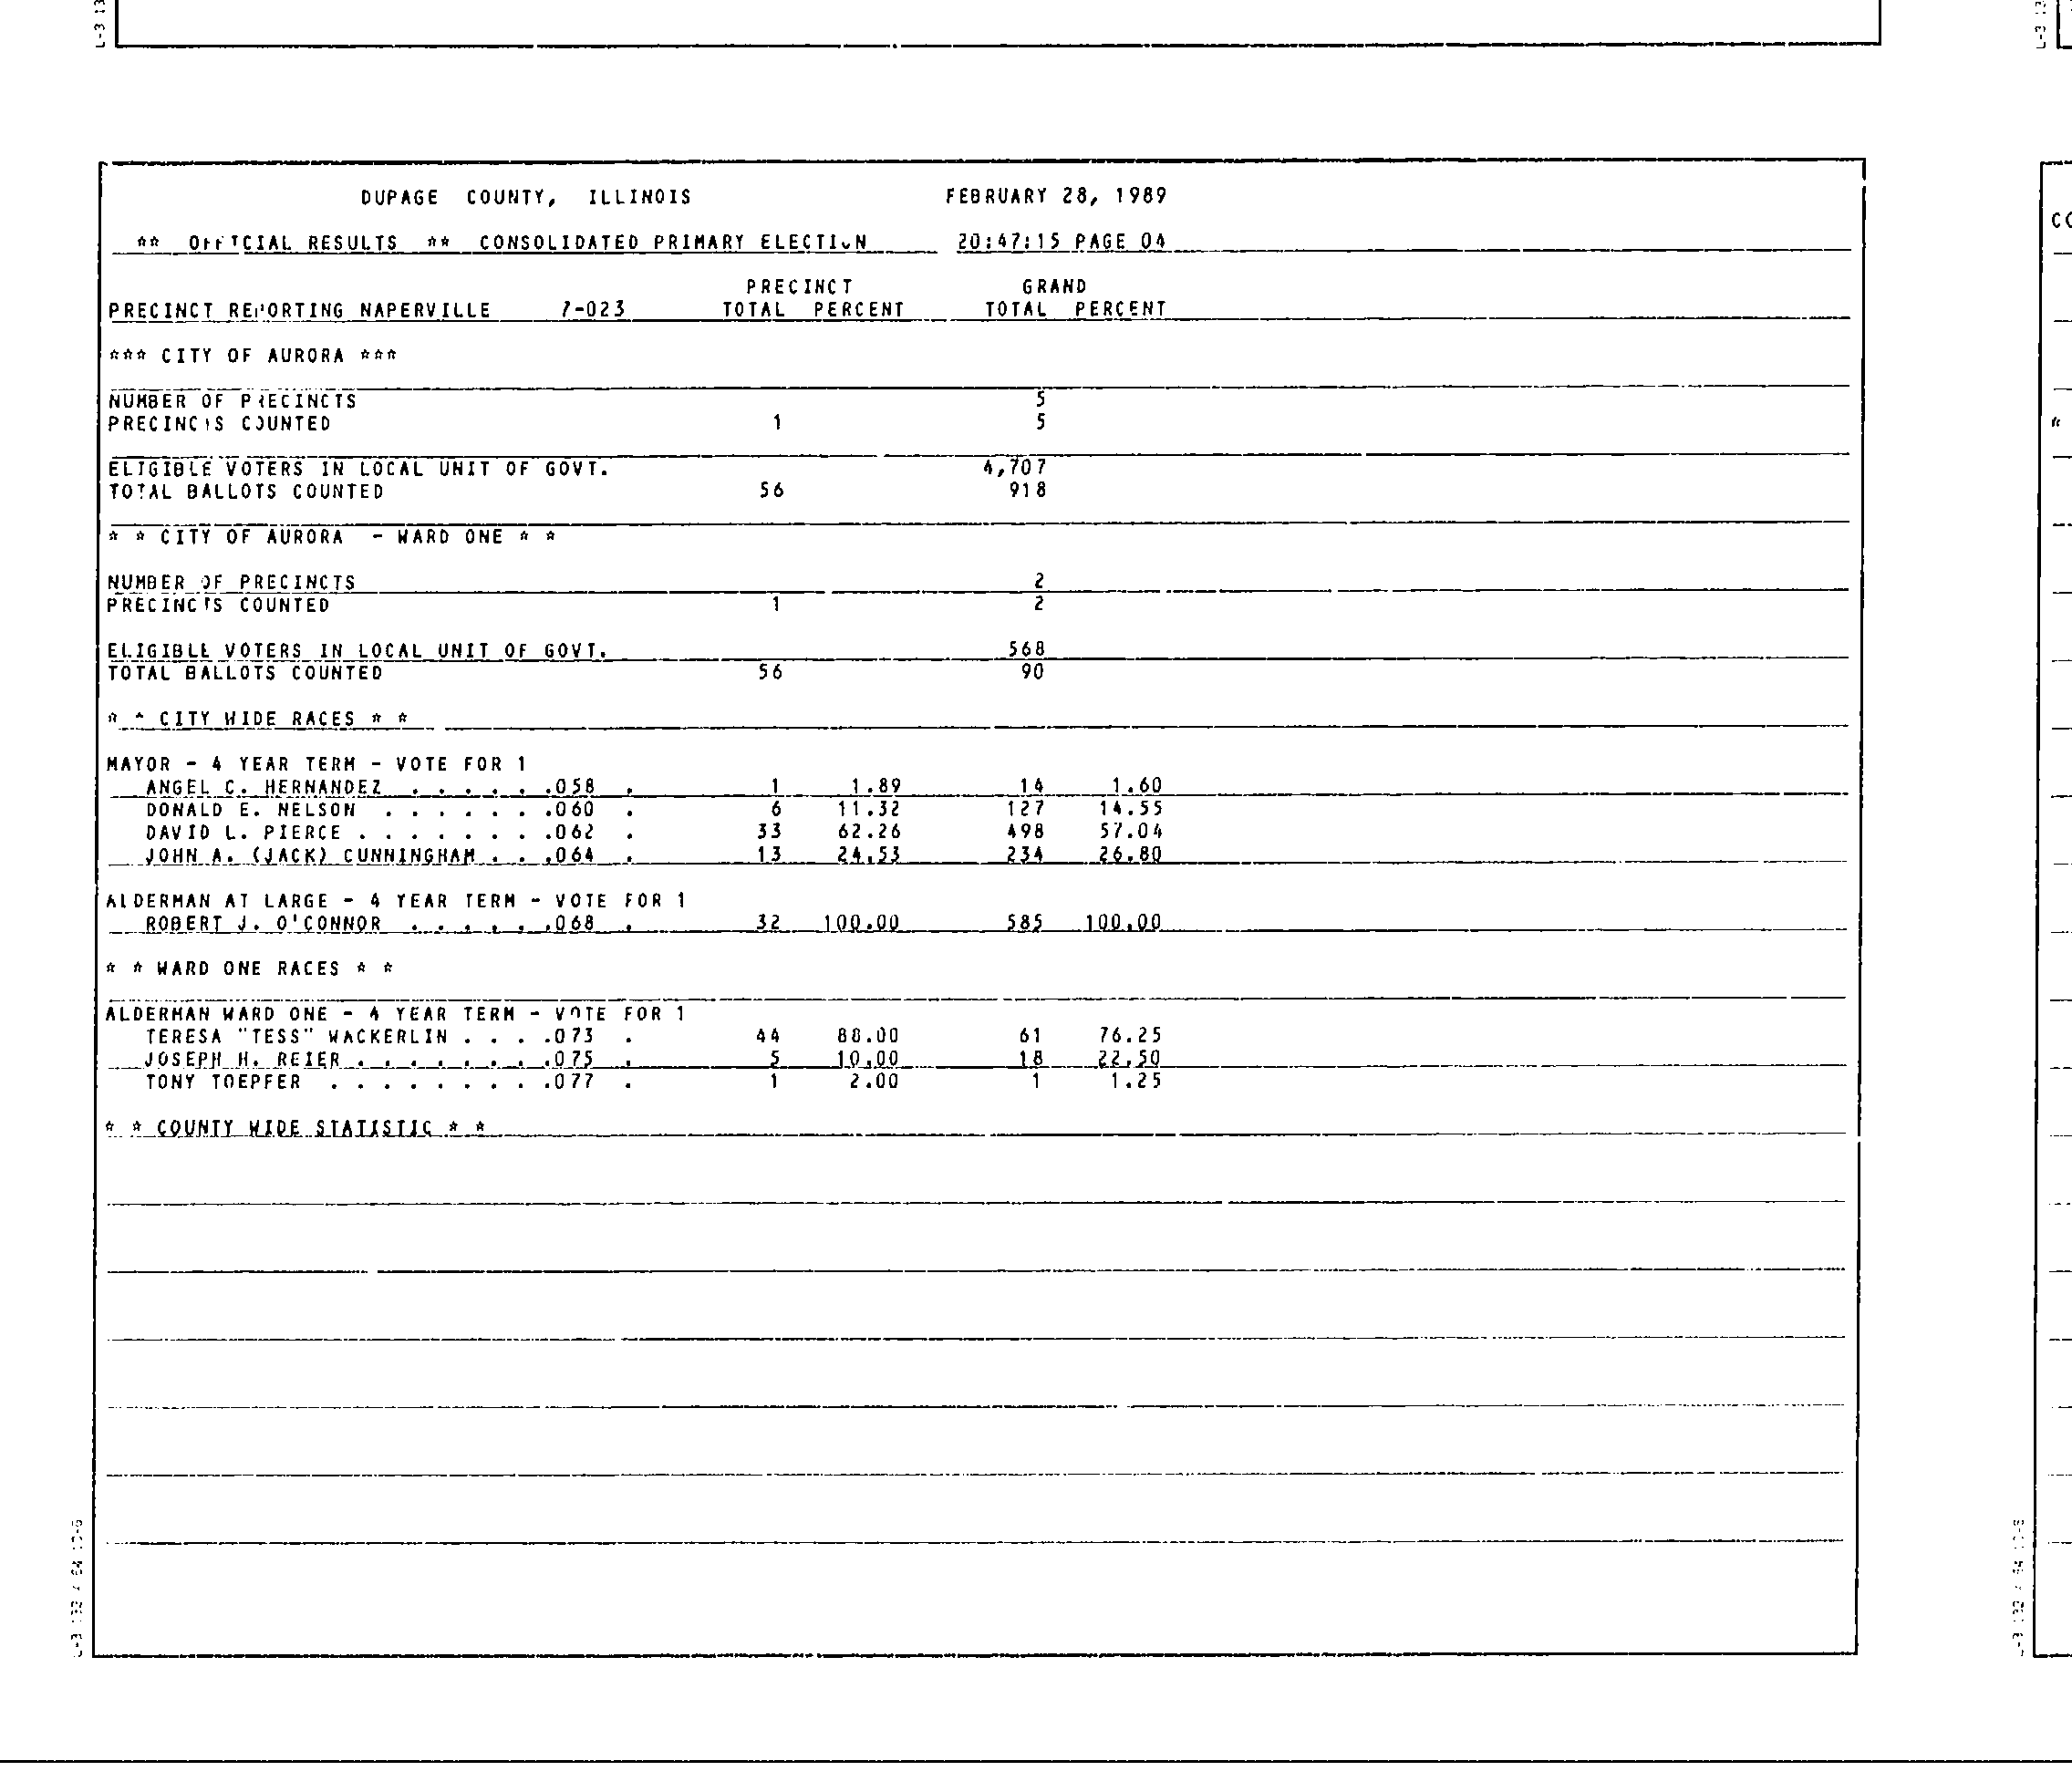 DUPAGE COUNTY, ILLINOIS FEBRUARY 28, 1989
** OFFICIAL RESULTS ** CONSOLIDATED PRIMARY ELECTION 20:47:15 PAGE 04
PRECINCT GRAND
PRECINCT REPORTING NAPERVILLE 7-023 TOTAL PERCENT TOTAL PERCENT
*** CITY OF AURORA ***
NUMBER OF PRECINCTS 5
PRECINCTS COUNTED 1 5
ELIGIBLE VOTERS IN LOCAL UNIT OF GOVT. 4,707
TOTAL BALLOTS COUNTED 56 918
* * CITY OF AURORA - WARD ONE * *
NUMBER OF PRECINCTS 2
PRECINCTS COUNTED 1 2
ELIGIBLE VOTERS IN LOCAL UNIT OF GOVT. 568
TOTAL BALLOTS COUNTED 56 90
* * CITY WIDE RACES * *
MAYOR - 4 YEAR TERM - VOTE FOR 1
ANGEL C. HERNANDEZ . . . . . .058 . 1 1.89 14 1.60
DONALD E. NELSON . . . . . . .060 . 6 11.32 127 14.55
DAVID L. PIERCE . . . . . . . .062 . 33 62.26 498 57.04
JOHN A. (JACK) CUNNINGHAM . . .064 . 13 24.53 234 26.80
ALDERMAN AT LARGE - 4 YEAR TERM - VOTE FOR 1
ROBERT J. O'CONNOR . . . . . .068 . 32 100.00 585 100.00
* * WARD ONE RACES * *
ALDERMAN WARD ONE - 4 YEAR TERM - VOTE FOR 1
TERESA "TESS" WACKERLIN . . . .073 . 44 88.00 61 76.25
JOSEPH H. REIER . . . . . . . .075 . 5 10.00 18 22.50
TONY TOEPFER . . . . . . . . .077 . 1 2.00 1 1.25
* * COUNTY WIDE STATISTIC * *